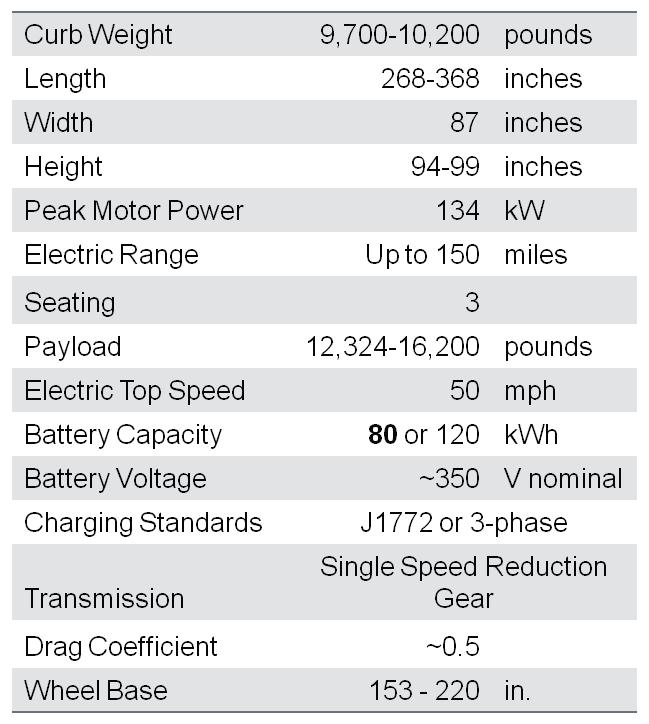 Curb Weight 9,700-10,200 pounds
Length 268-368 inches
Width 87 inches
Height 94-99 inches
Peak Motor Power 134 kW
Electric Range Up to 150 miles
Seating 3
Payload 12,324-16,200 pounds
Electric Top Speed 50 mph
Battery Capacity 80 or 120 kWh
Battery Voltage ~350 V nominal
Charging Standards J1772 or 3-phase
Single Speed Reduction
Transmission Gear
Drag Coefficient ~0.5
Wheel Base 153 - 220 in.